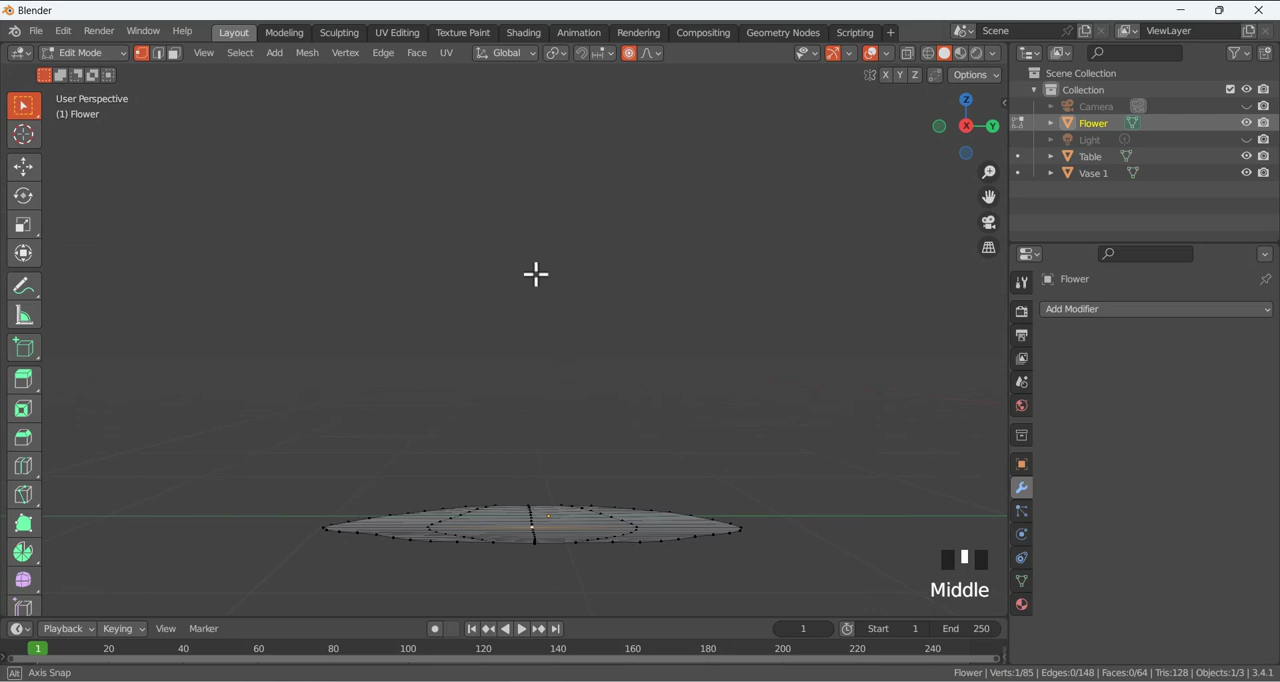 Blender
File Edit Render Window Help Layout Modeling Sculpting UV Editing Texture Paint Shading Animation Rendering Compositing Geometry Nodes Scripting + Scene ViewLayer
Edit Mode View Select Add Mesh Vertex Edge Face UV Global
X Y Z Options
User Perspective
(1) Flower
Z
X Y
Scene Collection
Collection
Camera
Flower
Light
Table
Vase 1
Flower
Add Modifier
Middle
Playback Keying View Marker 1 Start 1 End 250
1 20 40 60 80 100 120 140 160 180 200 220 240
Alt Axis Snap Flower | Verts:1/85 | Edges:0/148 | Faces:0/64 | Tris:128 | Objects:1/3 | 3.4.1